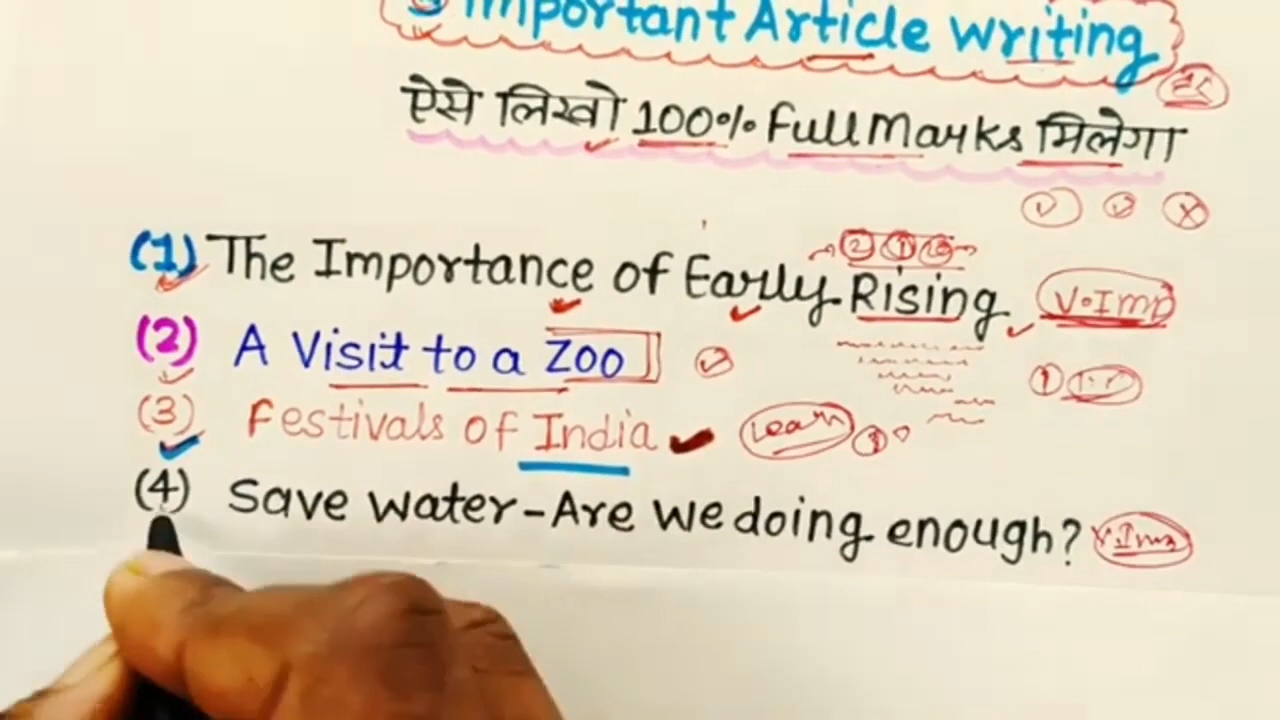 Important Article Writing
ऐसे लिखो 100% Full Marks मिलेगा
(1) The Importance of Early Rising V.Imp
(2) A Visit to a Zoo
(3) Festivals of India Learn
(4) Save water-Are we doing enough? V.Imp